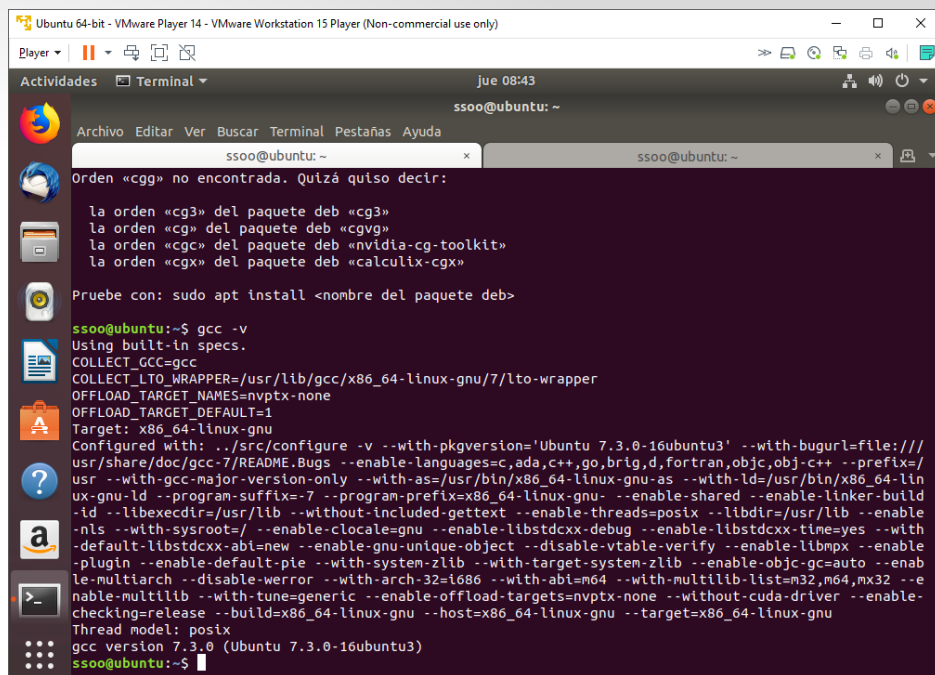 Ubuntu 64-bit - VMware Player 14 - VMware Workstation 15 Player (Non-commercial use only)
Player
Actividades Terminal jue 08:43
ssoo@ubuntu: ~
Archivo Editar Ver Buscar Terminal Pestañas Ayuda
ssoo@ubuntu: ~ × ssoo@ubuntu: ~ ×
Orden «cgg» no encontrada. Quizá quiso decir:
la orden «cg3» del paquete deb «cg3»
la orden «cg» del paquete deb «cgvg»
la orden «cgc» del paquete deb «nvidia-cg-toolkit»
la orden «cgx» del paquete deb «calculix-cgx»
Pruebe con: sudo apt install <nombre del paquete deb>
ssoo@ubuntu:~$ gcc -v
Using built-in specs.
COLLECT_GCC=gcc
COLLECT_LTO_WRAPPER=/usr/lib/gcc/x86_64-linux-gnu/7/lto-wrapper
OFFLOAD_TARGET_NAMES=nvptx-none
OFFLOAD_TARGET_DEFAULT=1
Target: x86_64-linux-gnu
Configured with: ../src/configure -v --with-pkgversion='Ubuntu 7.3.0-16ubuntu3' --with-bugurl=file:///
usr/share/doc/gcc-7/README.Bugs --enable-languages=c,ada,c++,go,brig,d,fortran,objc,obj-c++ --prefix=/
usr --with-gcc-major-version-only --with-as=/usr/bin/x86_64-linux-gnu-as --with-ld=/usr/bin/x86_64-lin
ux-gnu-ld --program-suffix=-7 --program-prefix=x86_64-linux-gnu- --enable-shared --enable-linker-build
-id --libexecdir=/usr/lib --without-included-gettext --enable-threads=posix --libdir=/usr/lib --enable
-nls --with-sysroot=/ --enable-clocale=gnu --enable-libstdcxx-debug --enable-libstdcxx-time=yes --with
-default-libstdcxx-abi=new --enable-gnu-unique-object --disable-vtable-verify --enable-libmpx --enable
-plugin --enable-default-pie --with-system-zlib --with-target-system-zlib --enable-objc-gc=auto --enab
le-multiarch --disable-werror --with-arch-32=i686 --with-abi=m64 --with-multilib-list=m32,m64,mx32 --e
nable-multilib --with-tune=generic --enable-offload-targets=nvptx-none --without-cuda-driver --enable-
checking=release --build=x86_64-linux-gnu --host=x86_64-linux-gnu --target=x86_64-linux-gnu
Thread model: posix
gcc version 7.3.0 (Ubuntu 7.3.0-16ubuntu3)
ssoo@ubuntu:~$